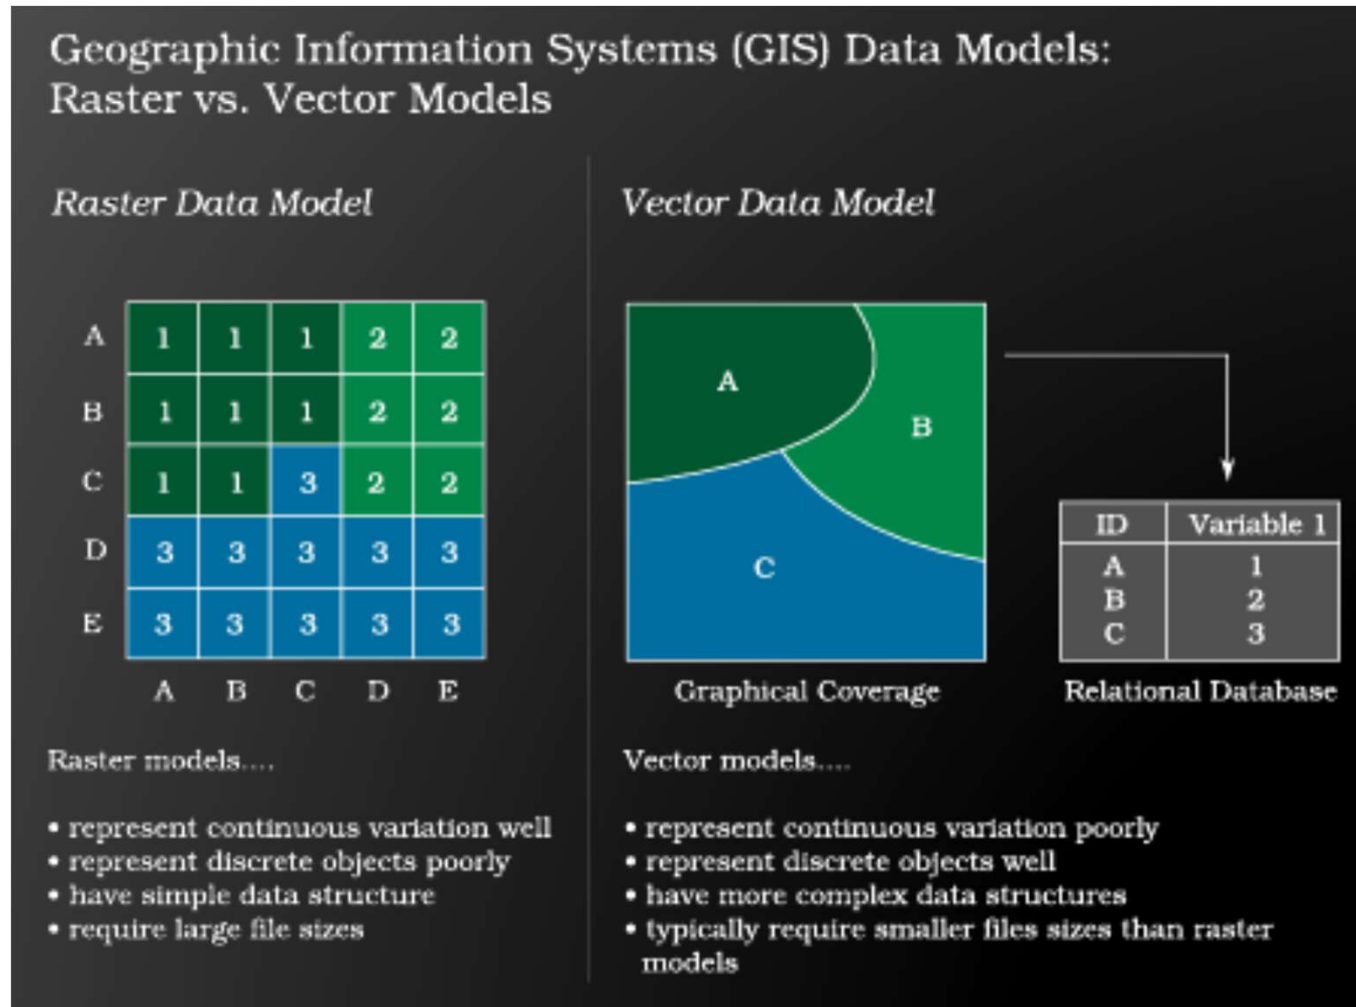 Geographic Information Systems (GIS) Data Models:
Raster vs. Vector Models
Raster Data Model
A 1 1 1 2 2
B 1 1 1 2 2
C 1 1 3 2 2
D 3 3 3 3 3
E 3 3 3 3 3
A B C D E
Raster models....
• represent continuous variation well
• represent discrete objects poorly
• have simple data structure
• require large file sizes
Vector Data Model
A
B
C
Graphical Coverage
ID Variable 1
A 1
B 2
C 3
Relational Database
Vector models....
• represent continuous variation poorly
• represent discrete objects well
• have more complex data structures
• typically require smaller files sizes than raster
models